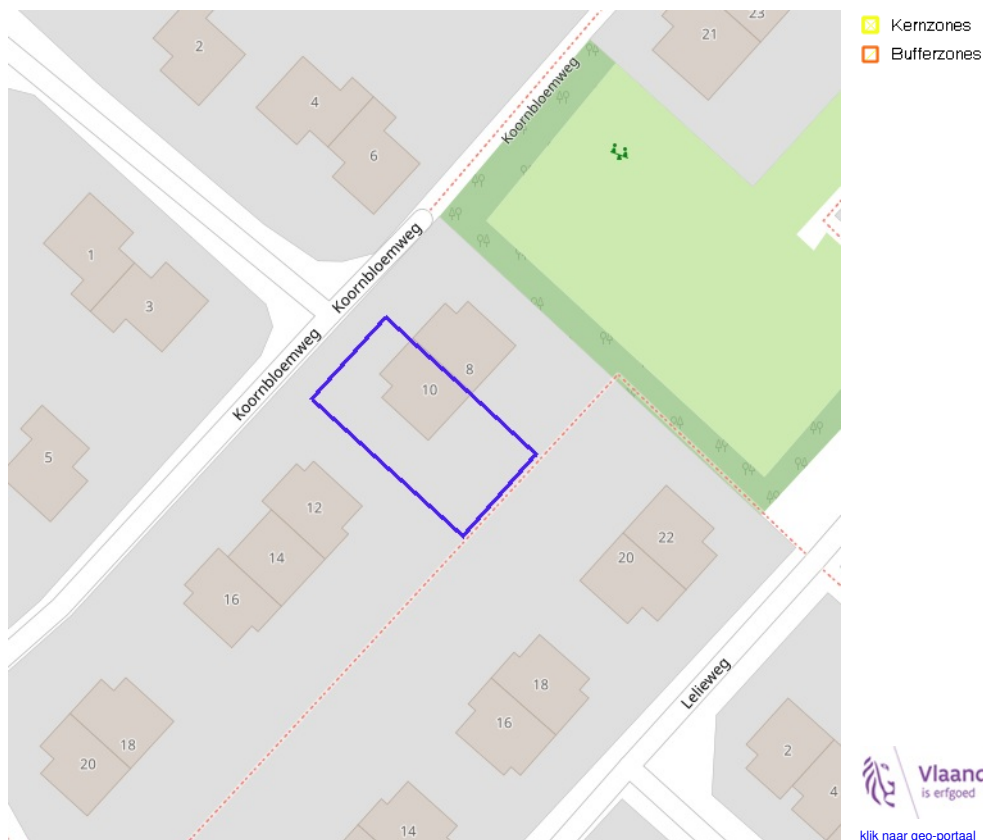 23
21
2
4
6
Koornbloemweg
Kernzones
Bufferzones
1
3
Koornbloemweg
Koornbloemweg
8
10
5
12
14
16
22
20
18
20
18
16
Lelieweg
2
4
14
Vlaand
is erfgoed
klik naar geo-portaal